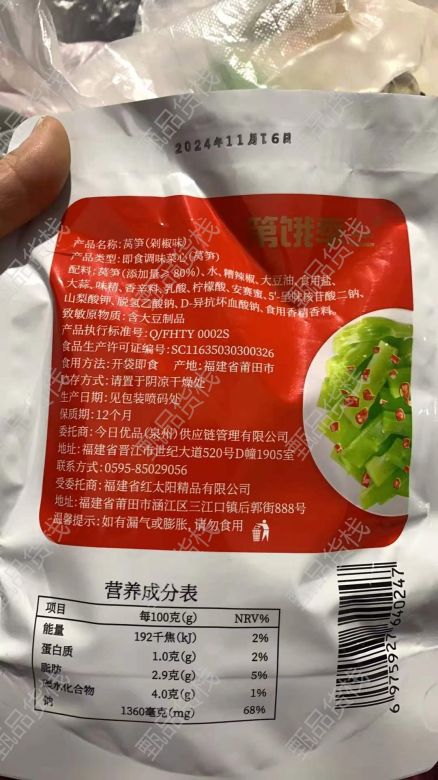 2024年11月16日
产品名称:莴笋(剁椒味)
产品类型:即食调味菜心(莴笋)
配料:莴笋(添加量≥80%)、水、糟辣椒、大豆油、食用盐、
大蒜、味精、香辛料、乳酸、柠檬酸、安赛蜜、5'-呈味核苷酸二钠、
山梨酸钾、脱氢乙酸钠、D-异抗坏血酸钠、食用香精香料。
致敏原物质:含大豆制品
产品执行标准号:Q/FHTY 0002S
食品生产许可证编号:SC11635030300326
食用方法:开袋即食 产地:福建省莆田市
贮存方式:请置于阴凉干燥处
生产日期:见包装喷码处
保质期:12个月
委托商:今日优品(泉州)供应链管理有限公司
地址:福建省晋江市世纪大道520号D幢1905室
联系方式:0595-85029056
受委托商:福建省红太阳精品有限公司
地址:福建省莆田市涵江区三江口镇后郭街888号
温馨提示:如有漏气或膨胀,请勿食用
营养成分表
项目 每100克(g) NRV%
能量 192千焦(kJ) 2%
蛋白质 1.0克(g) 2%
脂肪 2.9克(g) 5%
碳水化合物 4.0克(g) 1%
钠 1360毫克(mg) 68%
6 975927 640247
甄品货栈